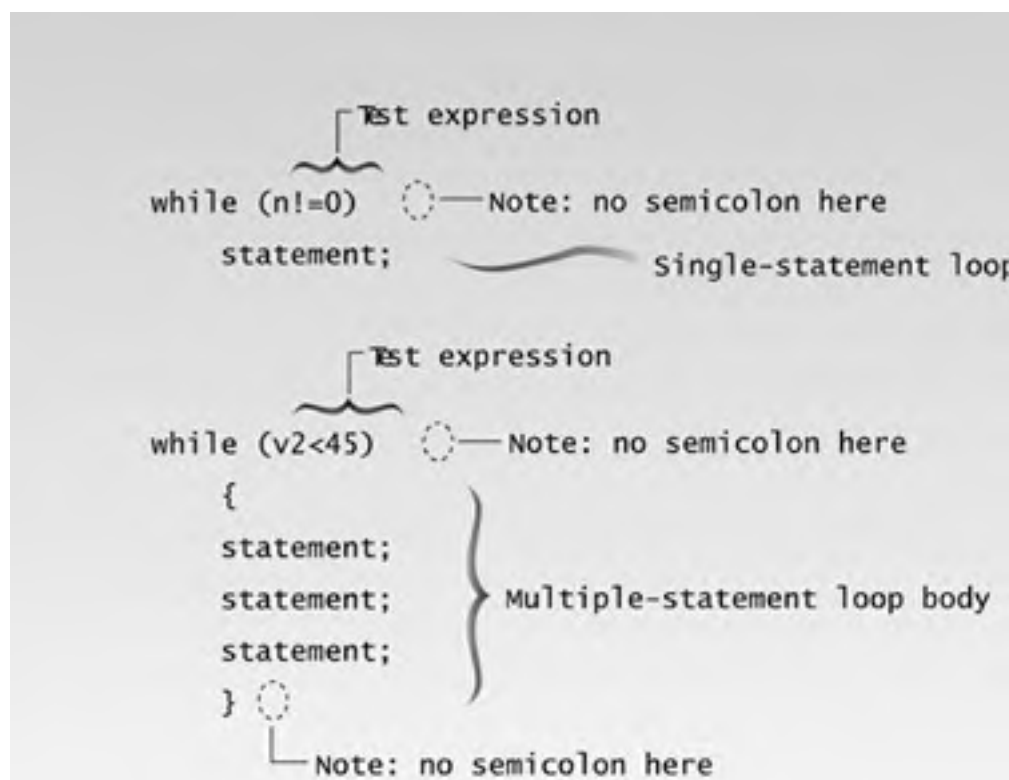 Test expression
while (n!=0) Note: no semicolon here
statement; Single-statement loop
Test expression
while (v2<45) Note: no semicolon here
{
statement;
statement;
statement;
Multiple-statement loop body
}
Note: no semicolon here